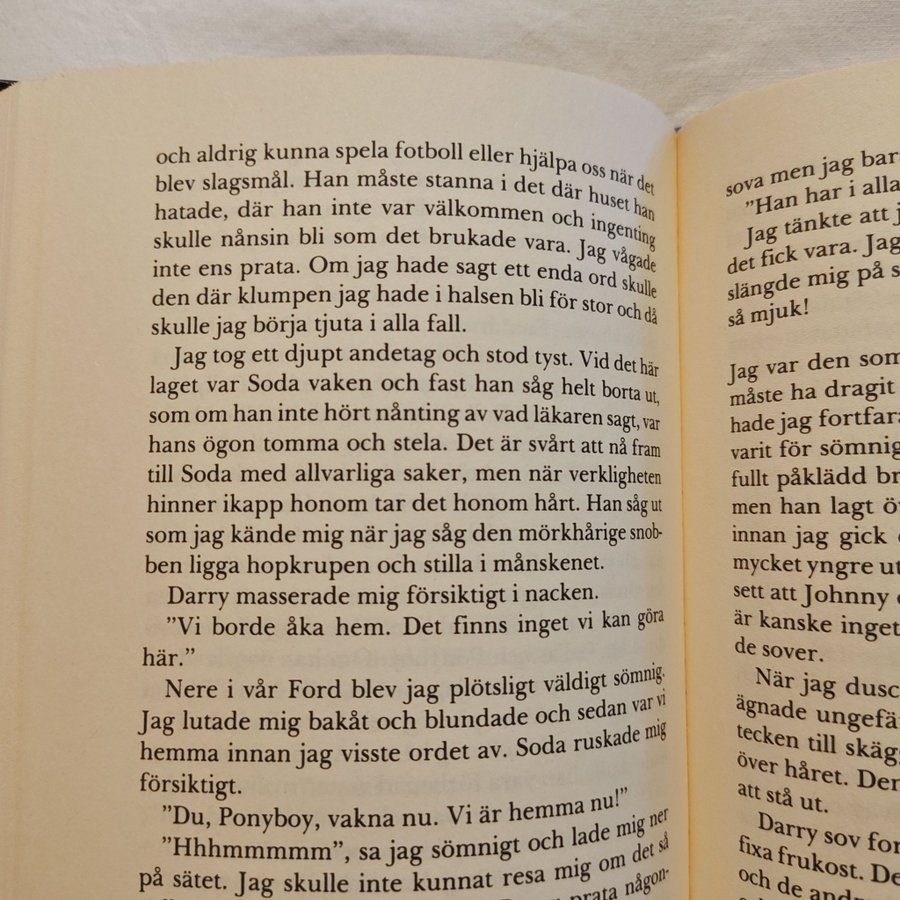 och aldrig kunna spela fotboll eller hjälpa oss när det
blev slagsmål. Han måste stanna i det där huset han
hatade, där han inte var välkommen och ingenting
skulle nånsin bli som det brukade vara. Jag vågade
inte ens prata. Om jag hade sagt ett enda ord skulle
den där klumpen jag hade i halsen bli för stor och då
skulle jag börja tjuta i alla fall.
Jag tog ett djupt andetag och stod tyst. Vid det här
laget var Soda vaken och fast han såg helt borta ut,
som om han inte hört nånting av vad läkaren sagt, var
hans ögon tomma och stela. Det är svårt att nå fram
till Soda med allvarliga saker, men när verkligheten
hinner ikapp honom tar det honom hårt. Han såg ut
som jag kände mig när jag såg den mörkhårige snob-
ben ligga hopkrupen och stilla i månskenet.
Darry masserade mig försiktigt i nacken.
”Vi borde åka hem. Det finns inget vi kan göra
här.”
Nere i vår Ford blev jag plötsligt väldigt sömnig.
Jag lutade mig bakåt och blundade och sedan var vi
hemma innan jag visste ordet av. Soda ruskade mig
försiktigt.
”Du, Ponyboy, vakna nu. Vi är hemma nu!”
”Hhhmmmmm”, sa jag sömnigt och lade mig ner
på sätet. Jag skulle inte kunnat resa mig om det så
prata någon-
sova men jag bara
”Han har i alla
Jag tänkte att
det fick vara. Jag
slängde mig på
så mjuk!
Jag var den som
måste ha dragit
hade jag
varit för sömnig
fullt påklädd
men han lagt
innan jag gick
mycket yngre ut
sett att Johnny
är kanske inget
de sover.
När jag
ägnade
tecken till
över håret.
att stå ut.
Darry sov
fixa frukost.
och de